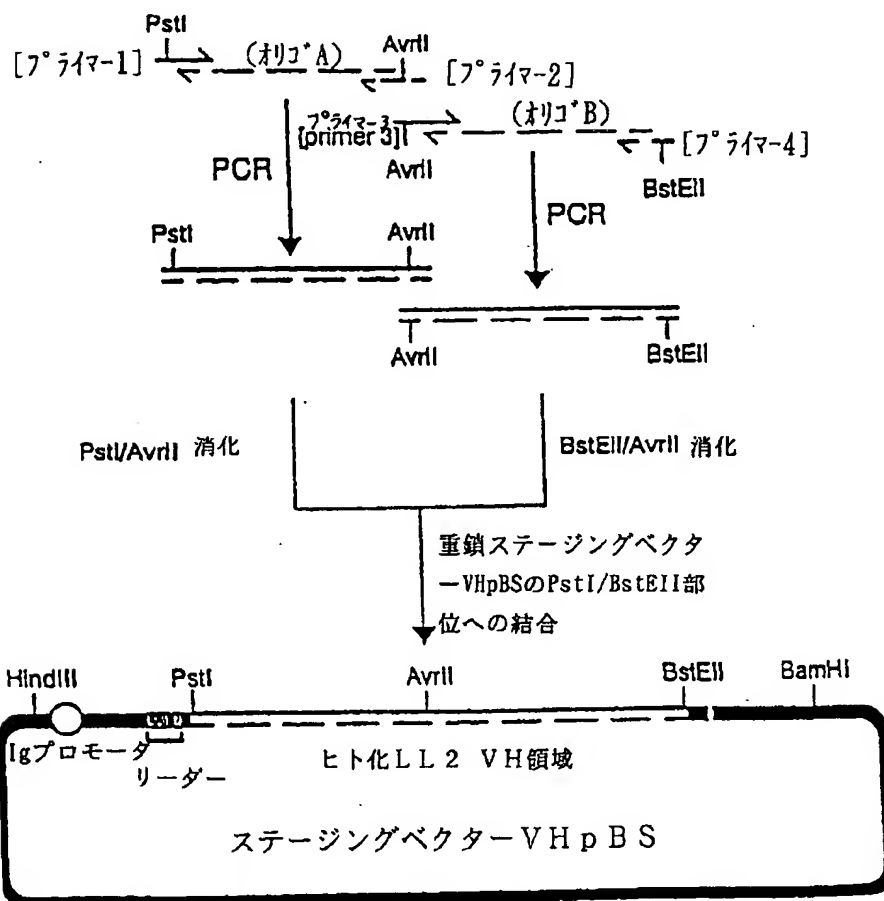 PstI
[プライマー1] (オリゴA) AvrII [プライマー2]
プライマー3 (オリゴB)
{primer 3] [プライマー4]
PCR AvrII BstEII
PCR
PstI AvrII
AvrII BstEII
PstI/AvrII 消化 BstEII/AvrII 消化
重鎖ステージングベクタ
ーVHpBSのPstI/BstEII部
位への結合
HindIII PstI AvrII BstEII BamHI
Igプロモータ ヒト化LL2 VH領域
リーダー
ステージングベクターVHpBS